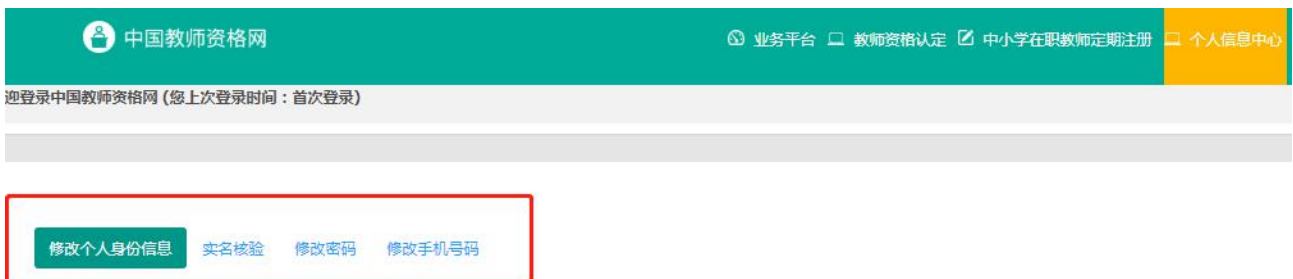 中国教师资格网
业务平台 教师资格认定 中小学在职教师定期注册 个人信息中心
迎登录中国教师资格网 (您上次登录时间：首次登录)
修改个人身份信息 实名核验 修改密码 修改手机号码